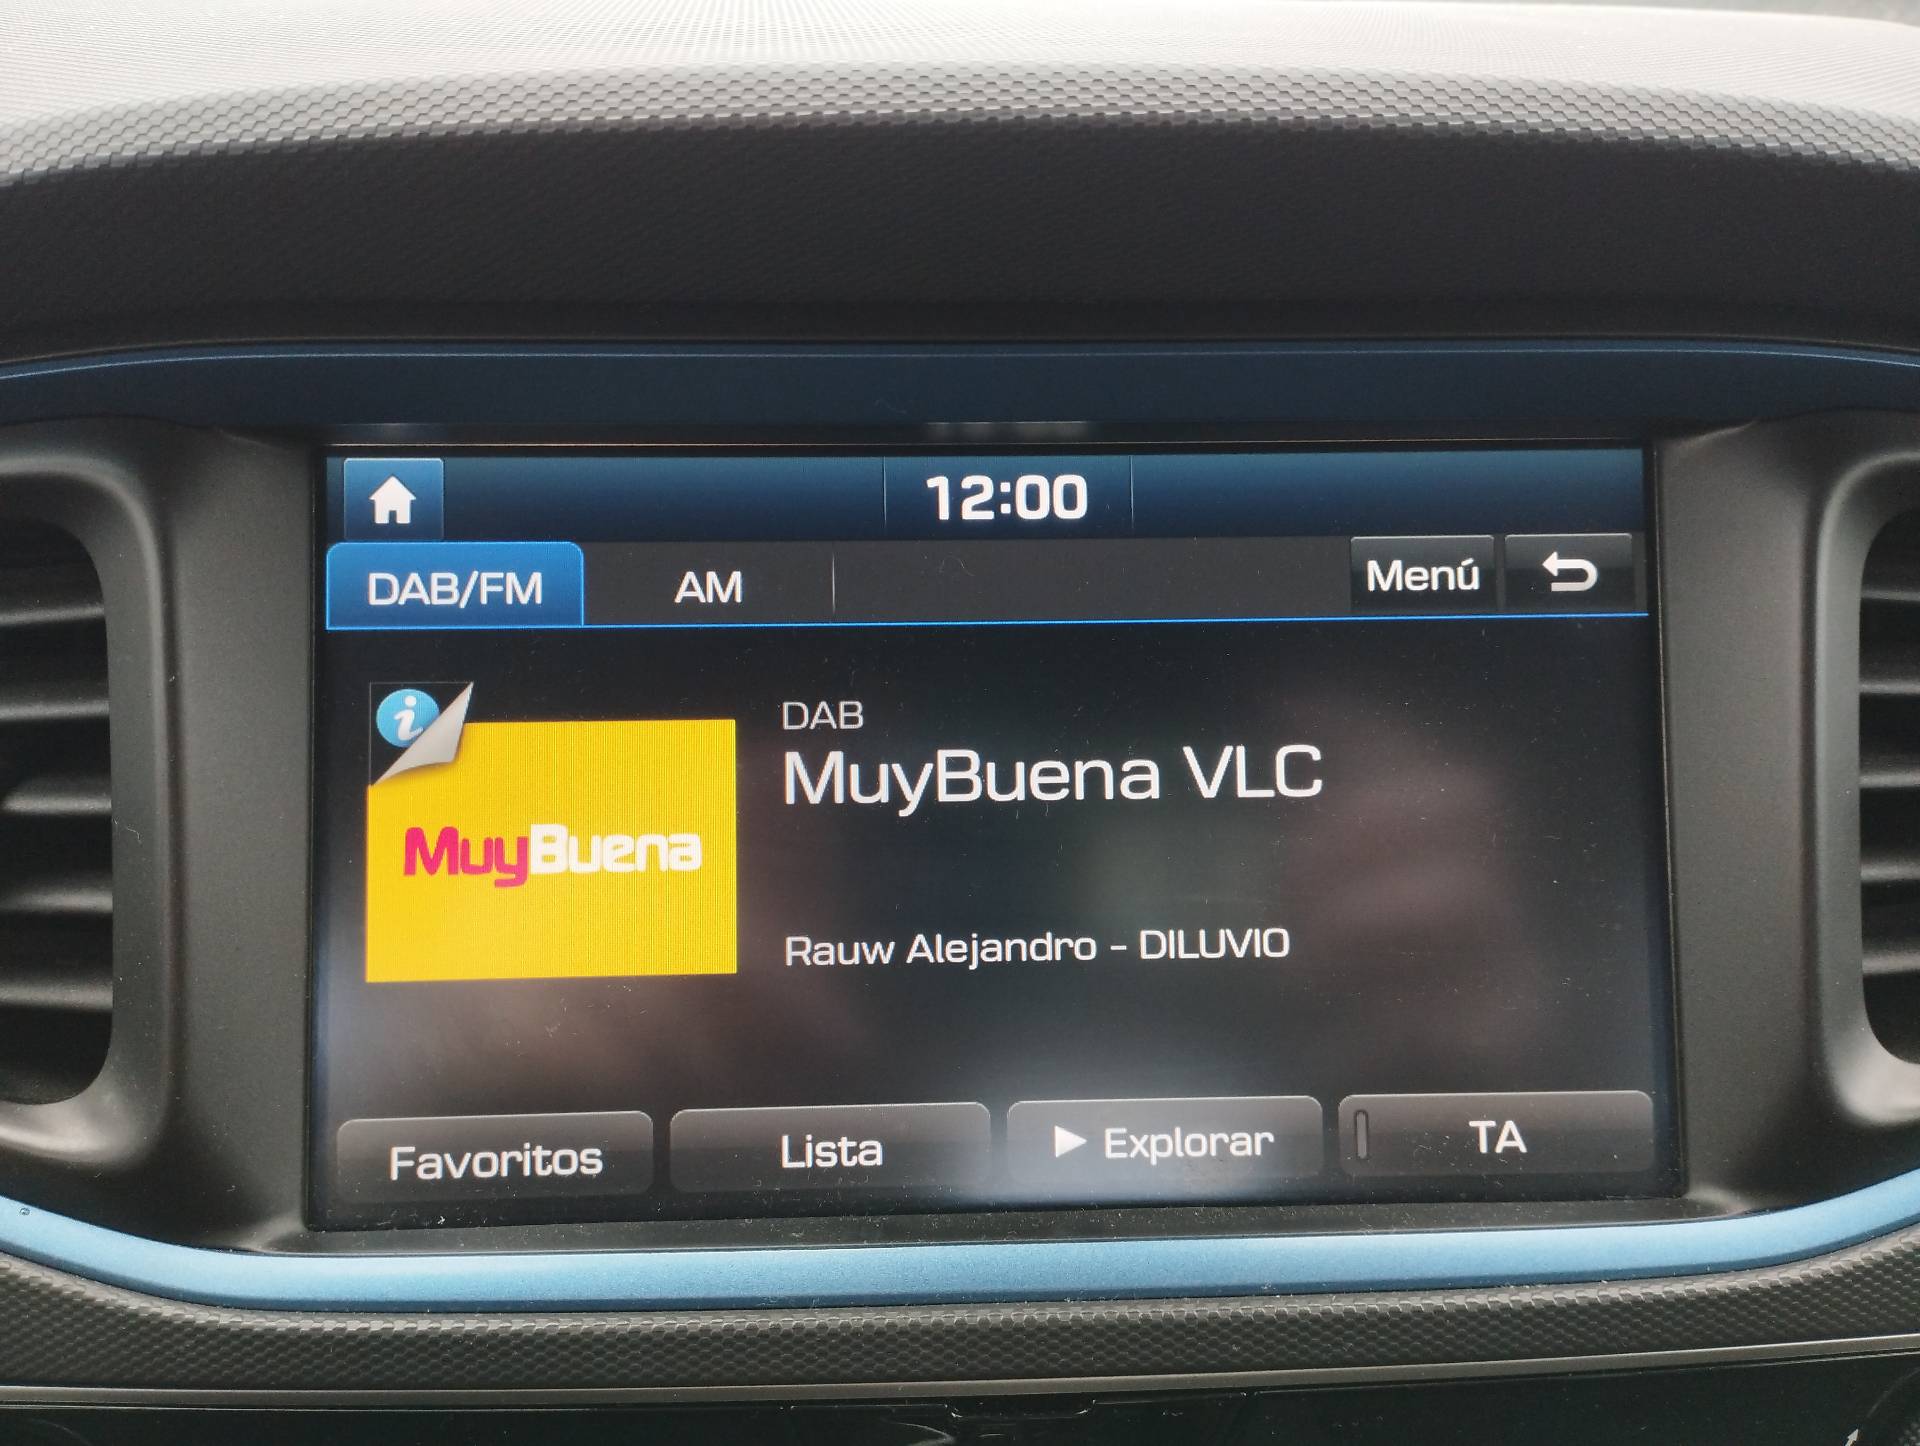 12:00
DAB/FM
AM
Menú
DAB
MuyBuena VLC
MuyBuena
Rauw Alejandro - DILUVIO
Favoritos
Lista
Explorar
TA